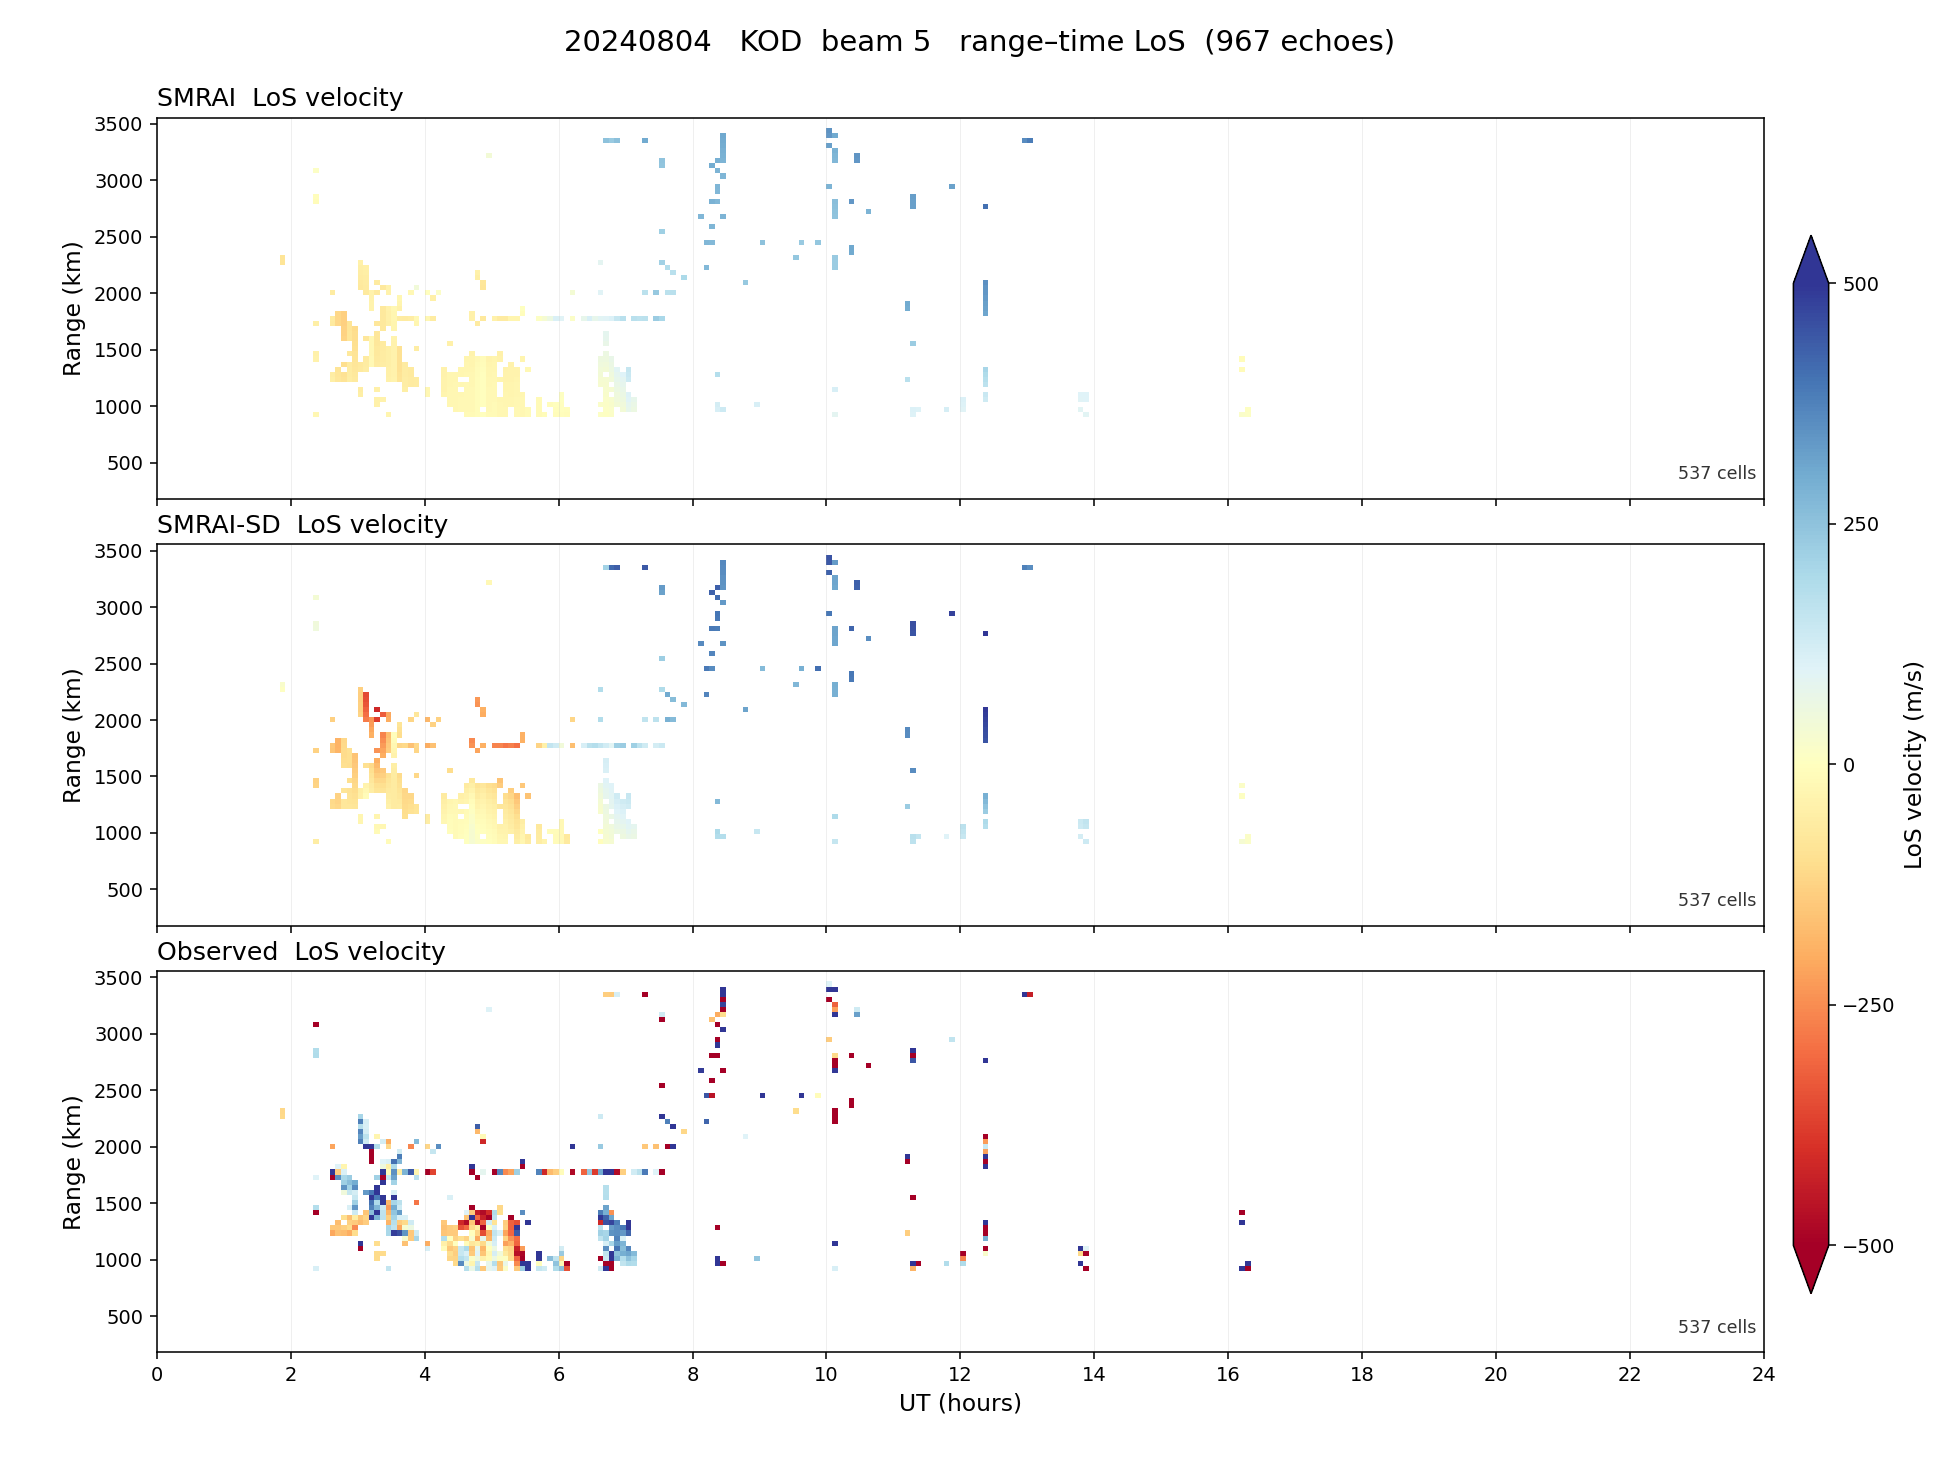 20240804   KOD  beam 5   range–time LoS  (967 echoes)
SMRAI  LoS velocity
3500
3000
2500
2000
1500
1000
500
Range (km)
537 cells
SMRAI-SD  LoS velocity
3500
3000
2500
2000
1500
1000
500
Range (km)
537 cells
Observed  LoS velocity
3500
3000
2500
2000
1500
1000
500
Range (km)
537 cells
0 2 4 6 8 10 12 14 16 18 20 22 24
UT (hours)
500
250
0
−250
−500
LoS velocity (m/s)